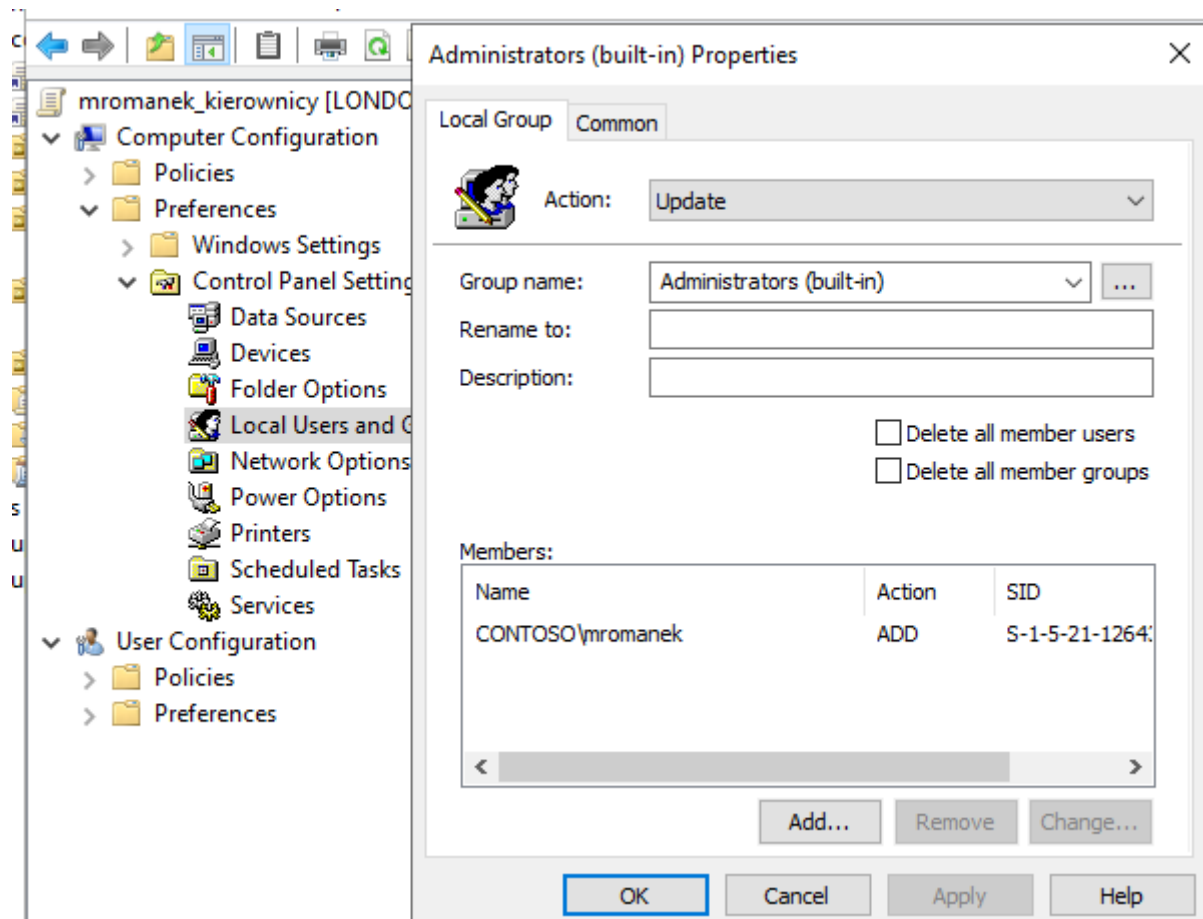 mromanek_kierownicy [LONDO
Computer Configuration
Policies
Preferences
Windows Settings
Control Panel Setting
Data Sources
Devices
Folder Options
Local Users and G
Network Options
Power Options
Printers
Scheduled Tasks
Services
User Configuration
Policies
Preferences
Administrators (built-in) Properties
Local Group Common
Action: Update
Group name: Administrators (built-in) ...
Rename to:
Description:
Delete all member users
Delete all member groups
Members:
Name Action SID
CONTOSO\mromanek ADD S-1-5-21-1264
Add... Remove Change...
OK Cancel Apply Help